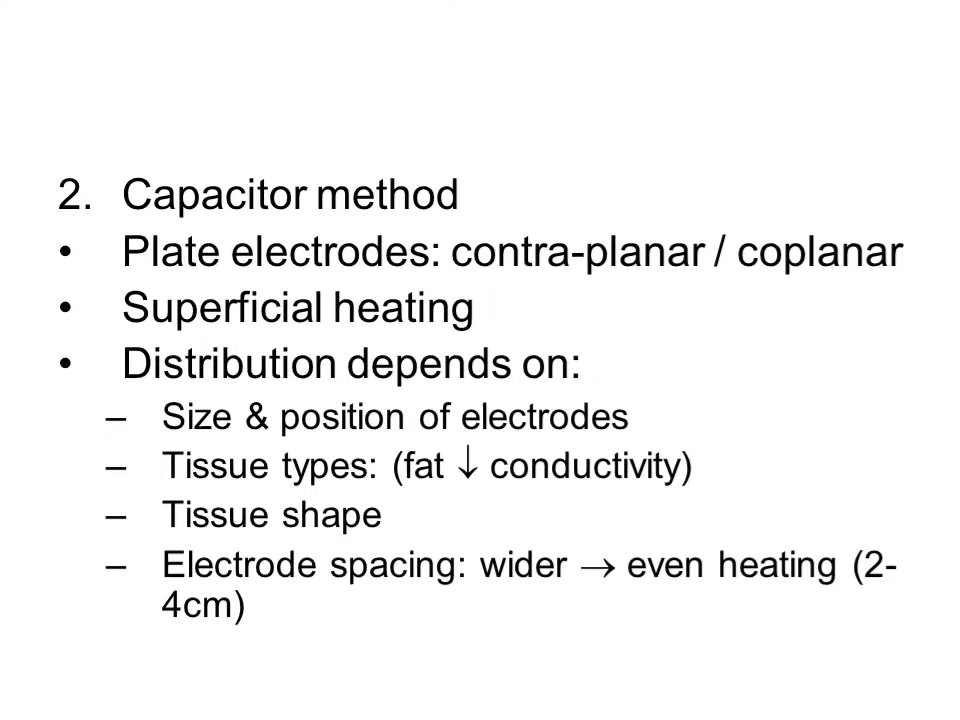 2. Capacitor method
• Plate electrodes: contra-planar / coplanar
• Superficial heating
• Distribution depends on:
– Size & position of electrodes
– Tissue types: (fat ↓ conductivity)
– Tissue shape
– Electrode spacing: wider → even heating (2-
4cm)